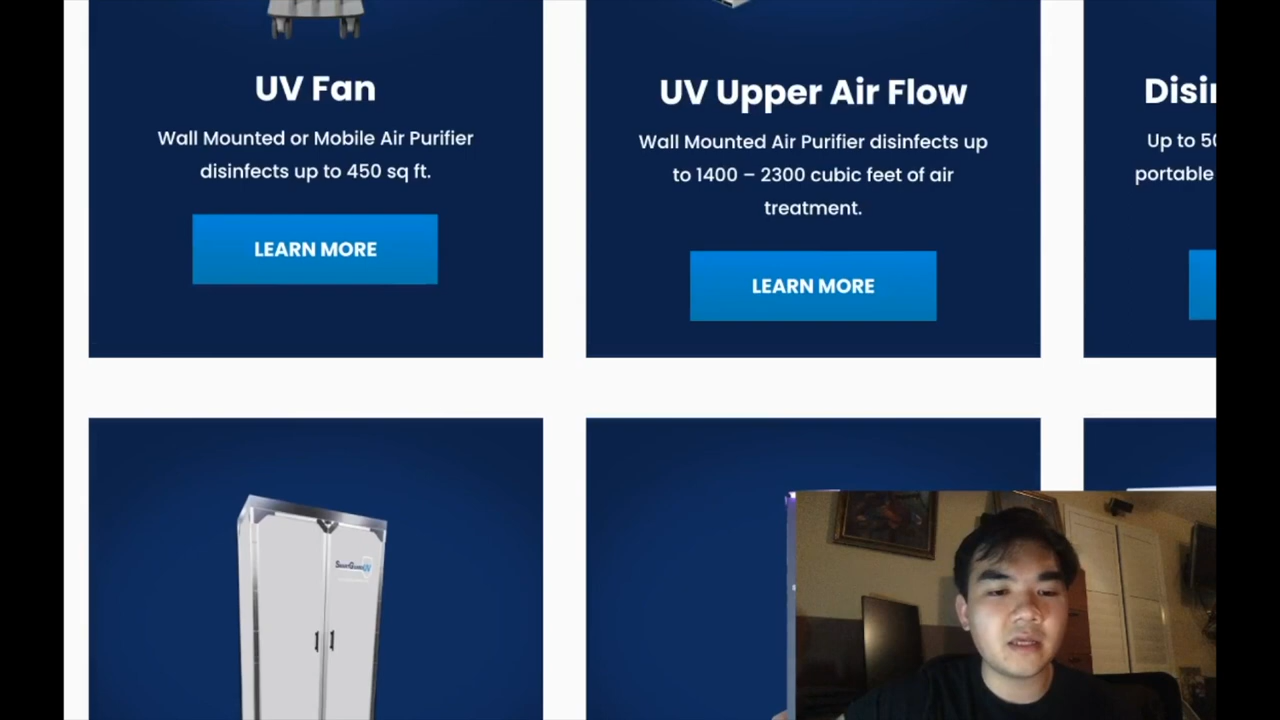 UV Fan
Wall Mounted or Mobile Air Purifier
disinfects up to 450 sq ft.
LEARN MORE
UV Upper Air Flow
Wall Mounted Air Purifier disinfects up
to 1400 – 2300 cubic feet of air
treatment.
LEARN MORE
Up to
portable
SmartGuardUV